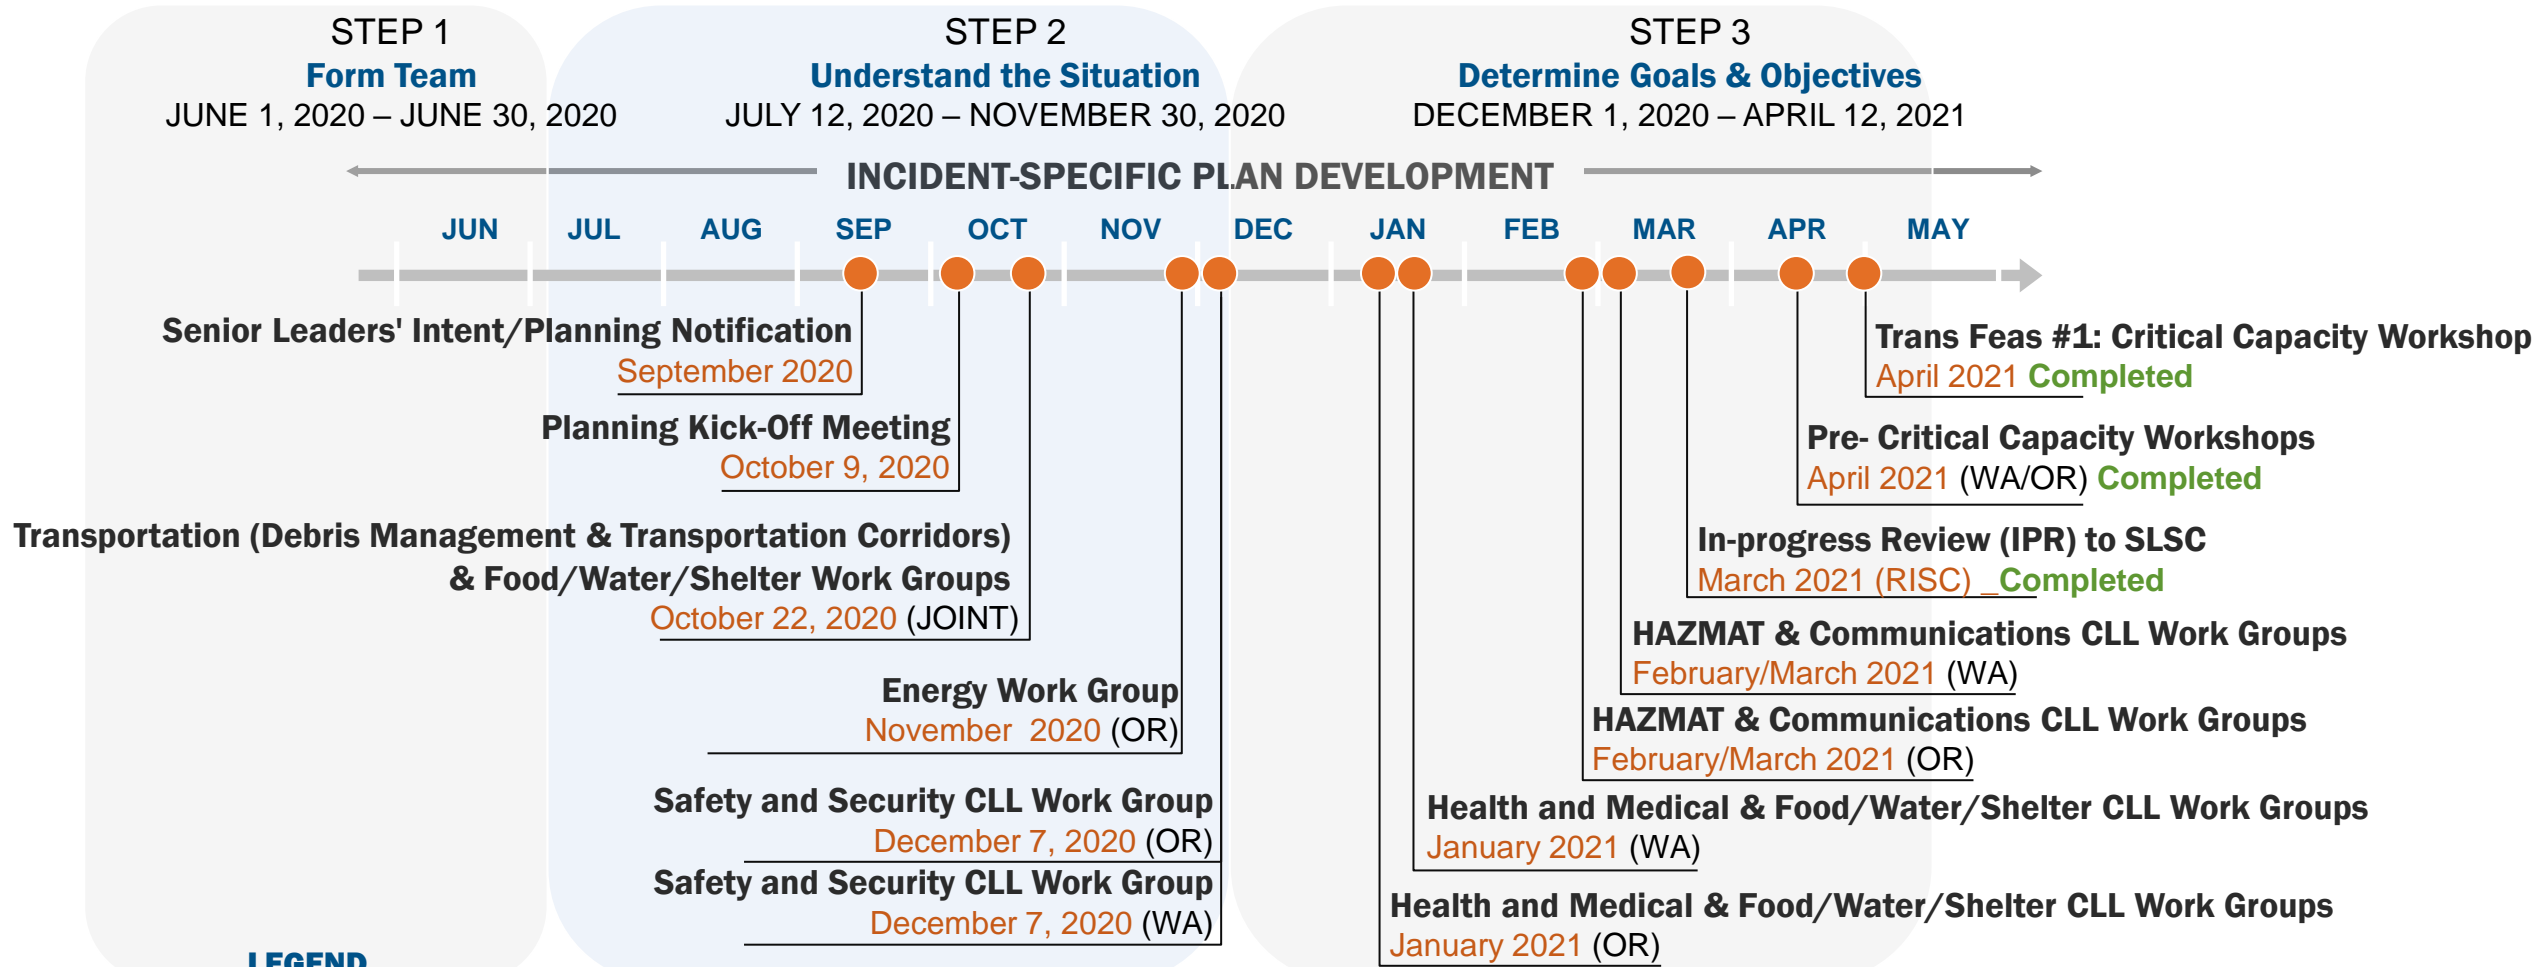 STEP 1
Form Team
JUNE 1, 2020 – JUNE 30, 2020
STEP 2
Understand the Situation
JULY 12, 2020 – NOVEMBER 30, 2020
STEP 3
Determine Goals & Objectives
DECEMBER 1, 2020 – APRIL 12, 2021
INCIDENT-SPECIFIC PLAN DEVELOPMENT
JUN JUL AUG SEP OCT NOV DEC JAN FEB MAR APR MAY
Senior Leaders' Intent/Planning Notification
September 2020
Planning Kick-Off Meeting
October 9, 2020
Transportation (Debris Management & Transportation Corridors)
& Food/Water/Shelter Work Groups
October 22, 2020 (JOINT)
Energy Work Group
November 2020 (OR)
Safety and Security CLL Work Group
December 7, 2020 (OR)
Safety and Security CLL Work Group
December 7, 2020 (WA)
Trans Feas #1: Critical Capacity Workshop
April 2021 Completed
Pre- Critical Capacity Workshops
April 2021 (WA/OR) Completed
In-progress Review (IPR) to SLSC
March 2021 (RISC) _Completed
HAZMAT & Communications CLL Work Groups
February/March 2021 (WA)
HAZMAT & Communications CLL Work Groups
February/March 2021 (OR)
Health and Medical & Food/Water/Shelter CLL Work Groups
January 2021 (WA)
Health and Medical & Food/Water/Shelter CLL Work Groups
January 2021 (OR)
LEGEND